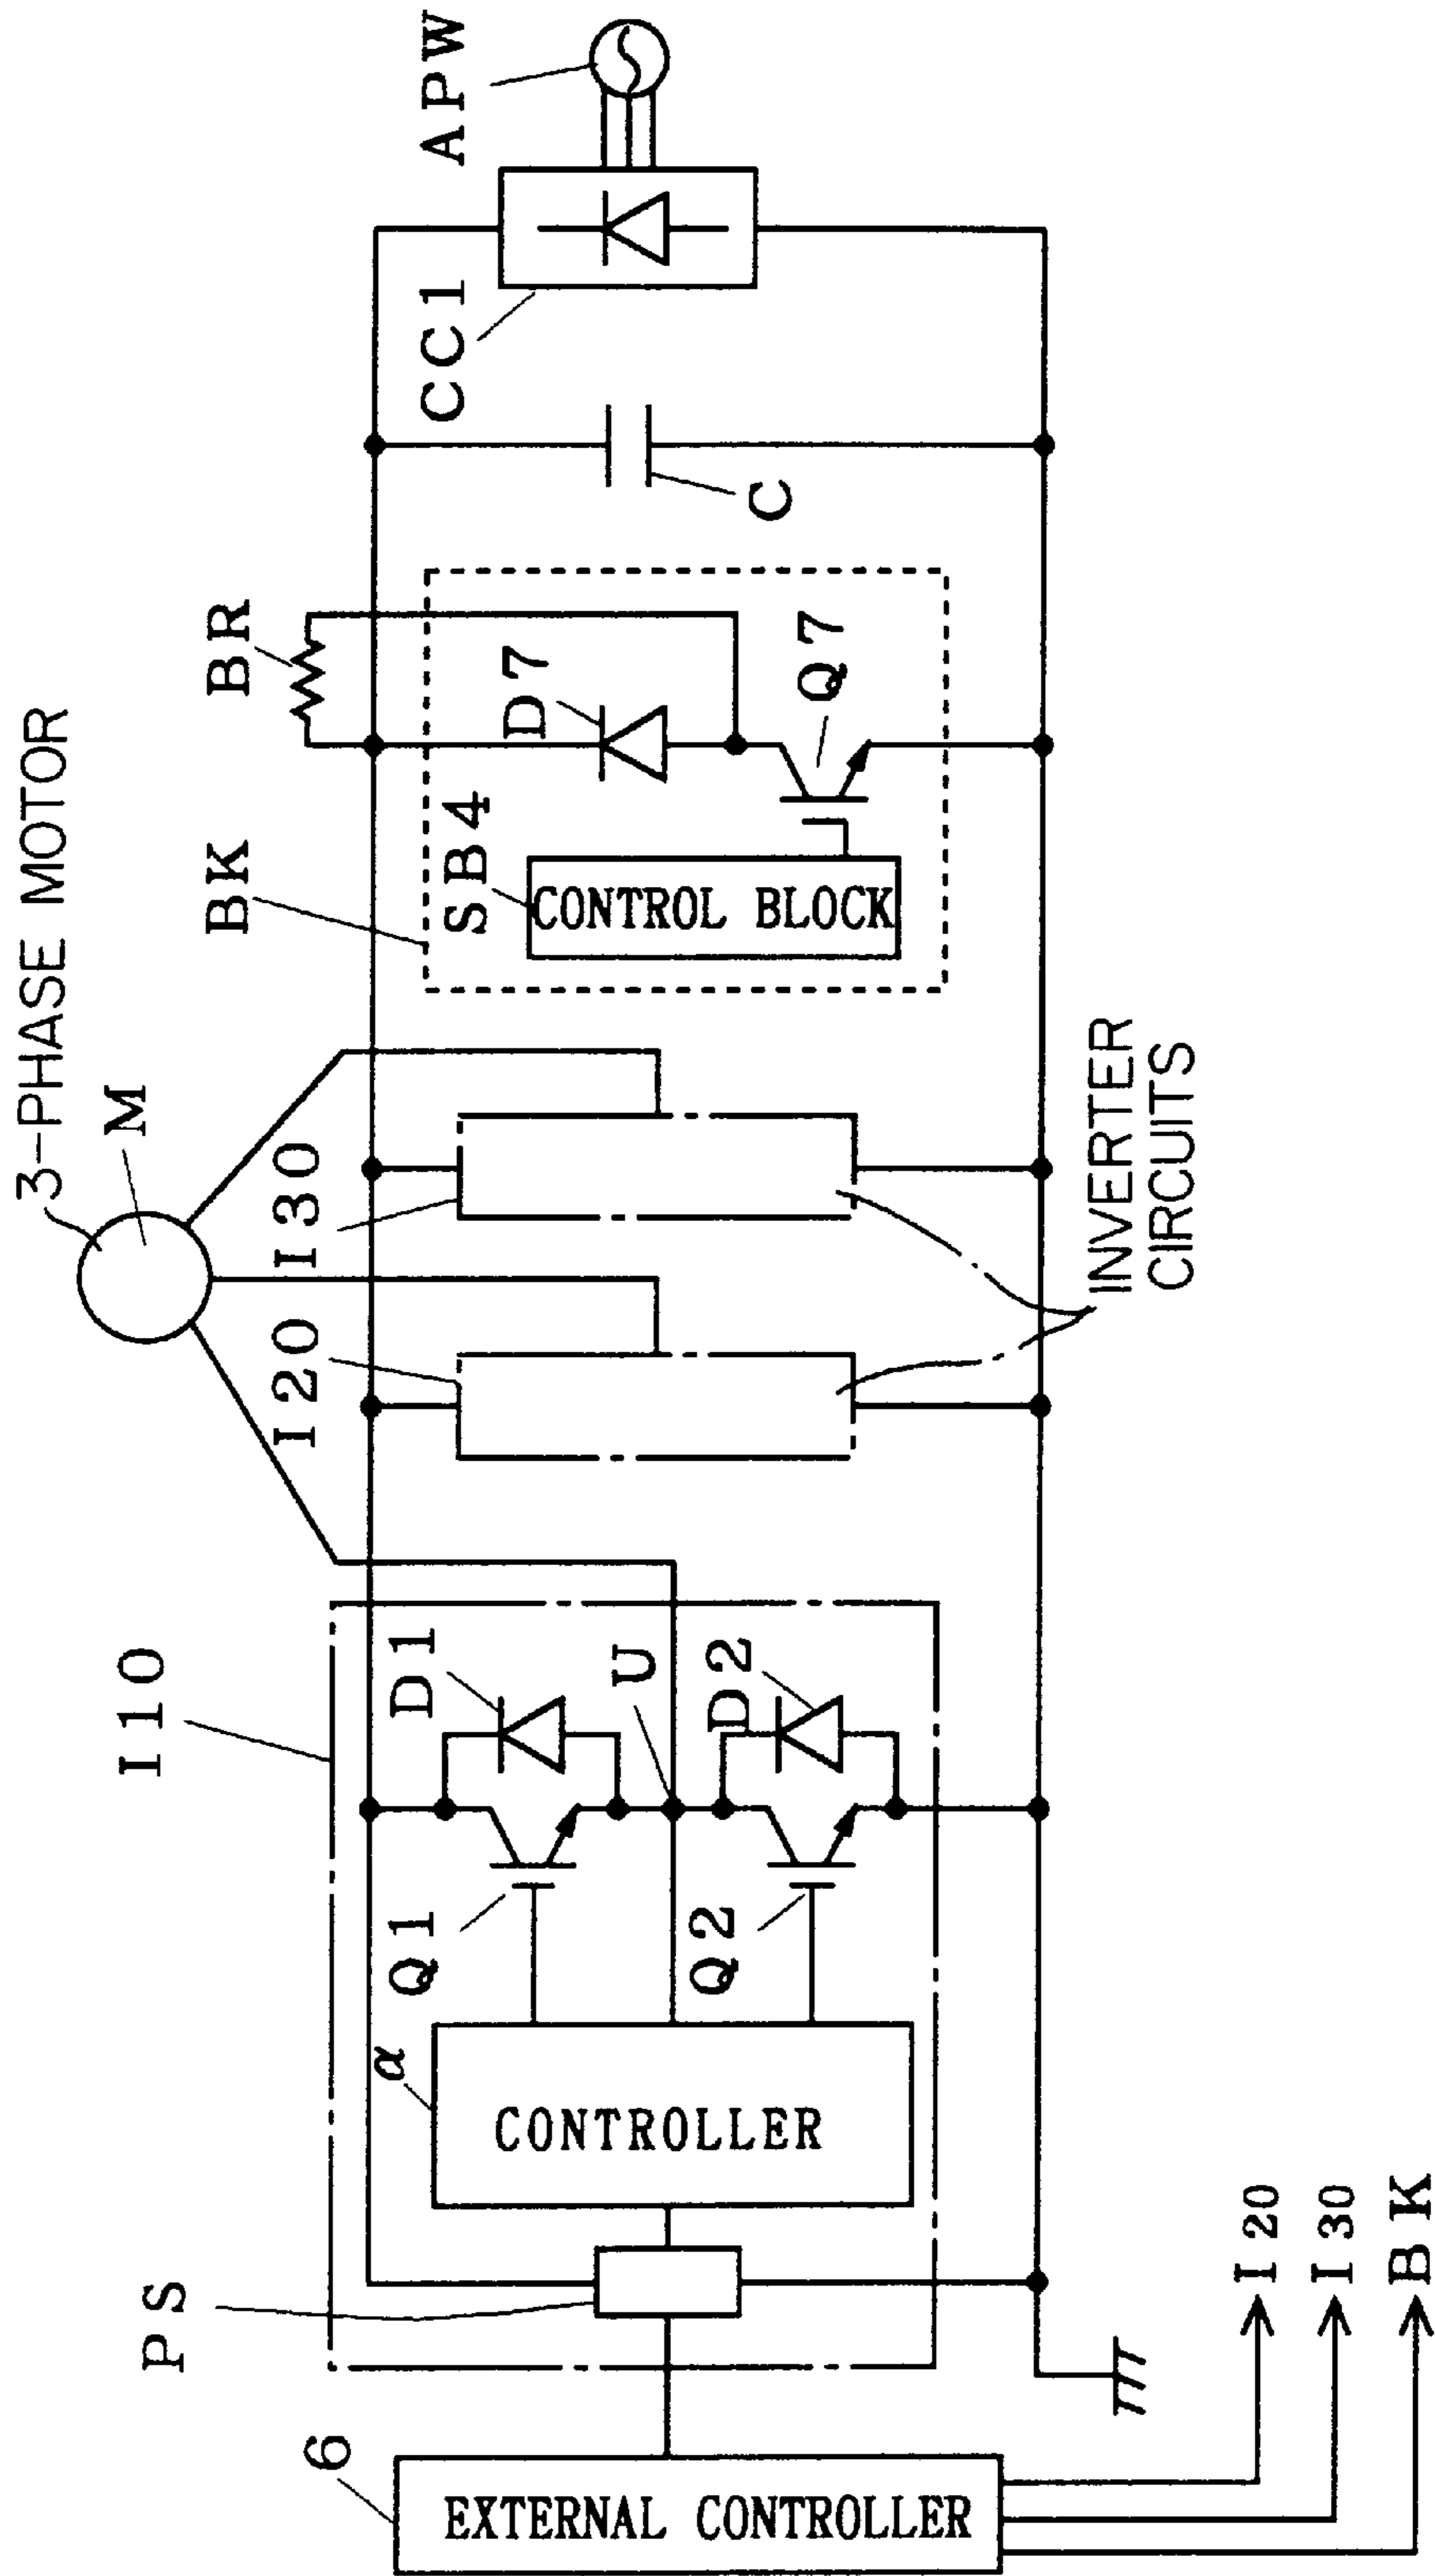 3-PHASE MOTOR
M
BR
BK
I10
PS
6
EXTERNAL CONTROLLER
α
CONTROLLER
Q1
D1
U
Q2
D2
I20
I30
INVERTER
CIRCUITS
SB4
CONTROL BLOCK
D7
Q7
C
CC1
APW
I20
I30
BK